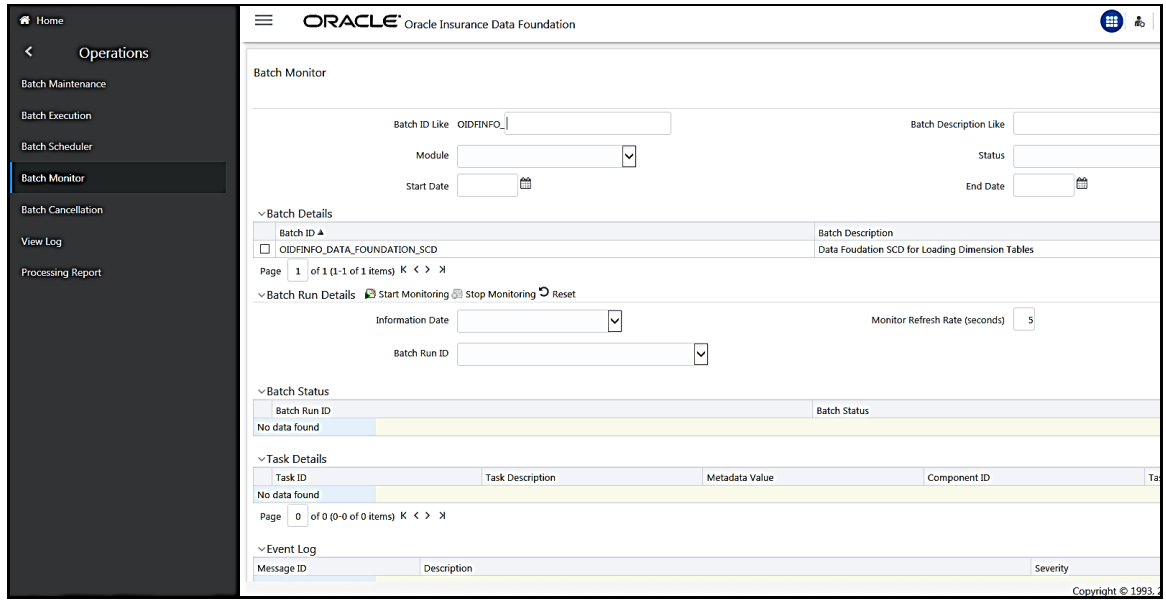 Home
ORACLE® Oracle Insurance Data Foundation
Operations
Batch Maintenance
Batch Execution
Batch Scheduler
Batch Monitor
Batch Cancellation
View Log
Processing Report
Batch Monitor
Batch ID Like OIDFINFO_ Batch Description Like
Module Status
Start Date End Date
Batch Details
Batch ID Batch Description
OIDFINFO_DATA_FOUNDATION_SCD Data Foudation SCD for Loading Dimension Tables
Page 1 of 1 (1-1 of 1 items)
Batch Run Details Start Monitoring Stop Monitoring Reset
Information Date Monitor Refresh Rate (seconds) 5
Batch Run ID
Batch Status
Batch Run ID Batch Status
No data found
Task Details
Task ID Task Description Metadata Value Component ID Tas
No data found
Page 0 of 0 (0-0 of 0 items)
Event Log
Message ID Description Severity
Copyright © 1993,